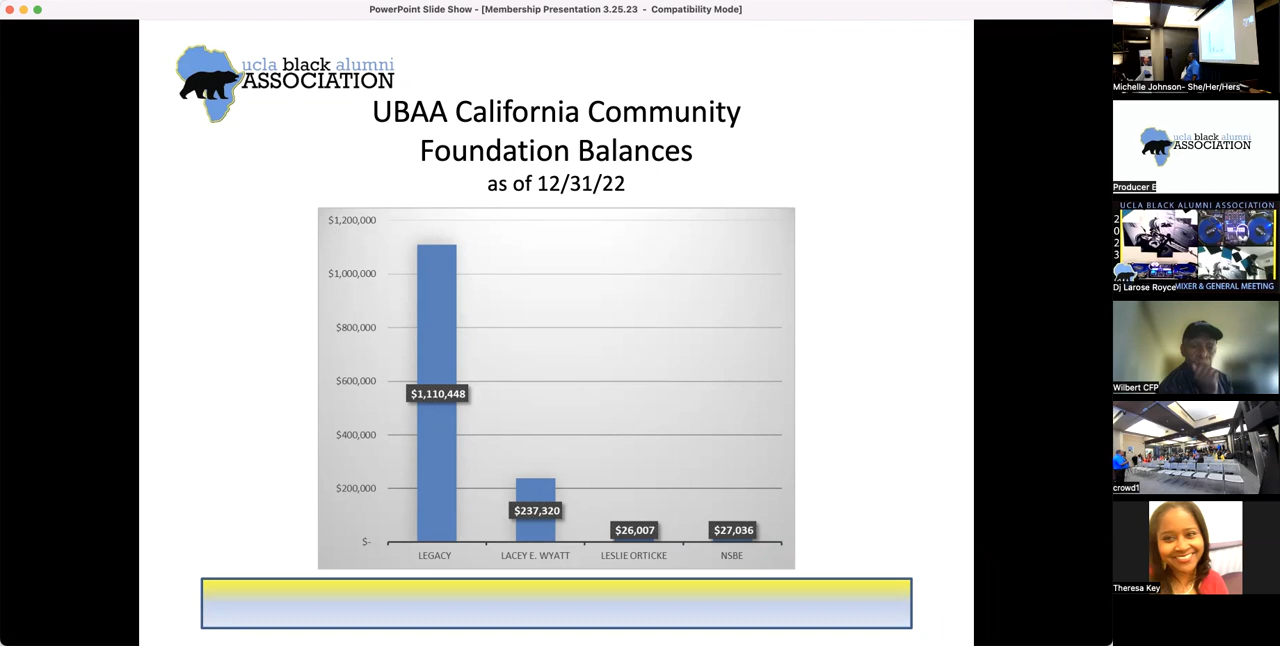 PowerPoint Slide Show - [Membership Presentation 3.25.23 - Compatibility Mode]
ucla black alumni
ASSOCIATION
UBAA California Community
Foundation Balances
as of 12/31/22
$1,200,000
$1,000,000
$800,000
$600,000
$400,000
$200,000
$-
$1,110,448
$237,320
$26,007
$27,036
LEGACY
LACEY E. WYATT
LESLIE ORTICKE
NSBE
Michelle Johnson- She/Her/Hers
ucla black alumni
ASSOCIATION
Producer E
UCLA BLACK ALUMNI ASSOCIATION
2023
Dj Larose Royce
MIXER & GENERAL MEETING
Wilbert CFP
crowd1
Theresa Key